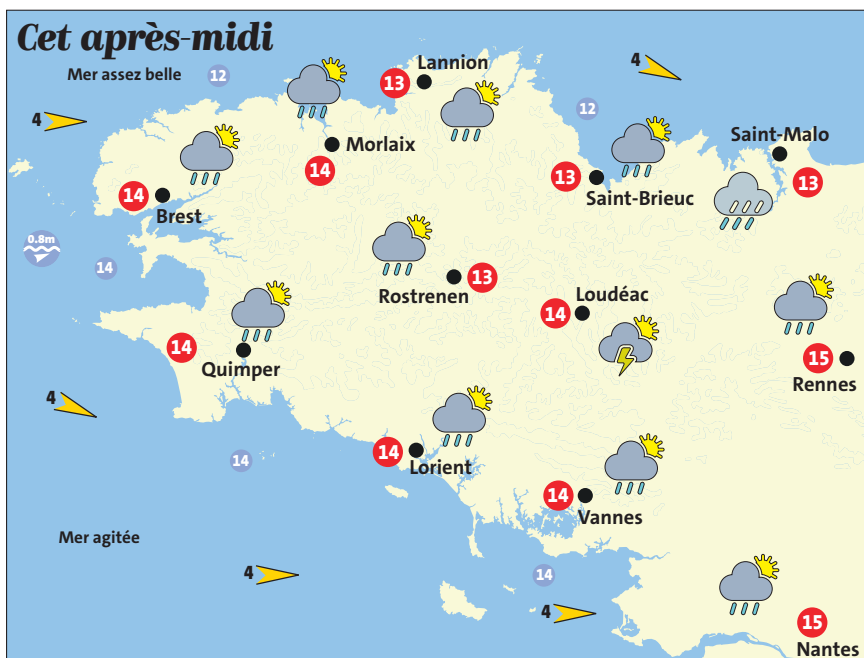 Cet après-midi
Mer assez belle
12
4
13
Lannion
4
12
4
Morlaix
14
Saint-Malo
13
14
Brest
13
Saint-Brieuc
0.8m
14
Rostrenen
13
Loudéac
14
14
Quimper
15
Rennes
4
14
Lorient
14
14
Vannes
Mer agitée
4
14
4
15
Nantes